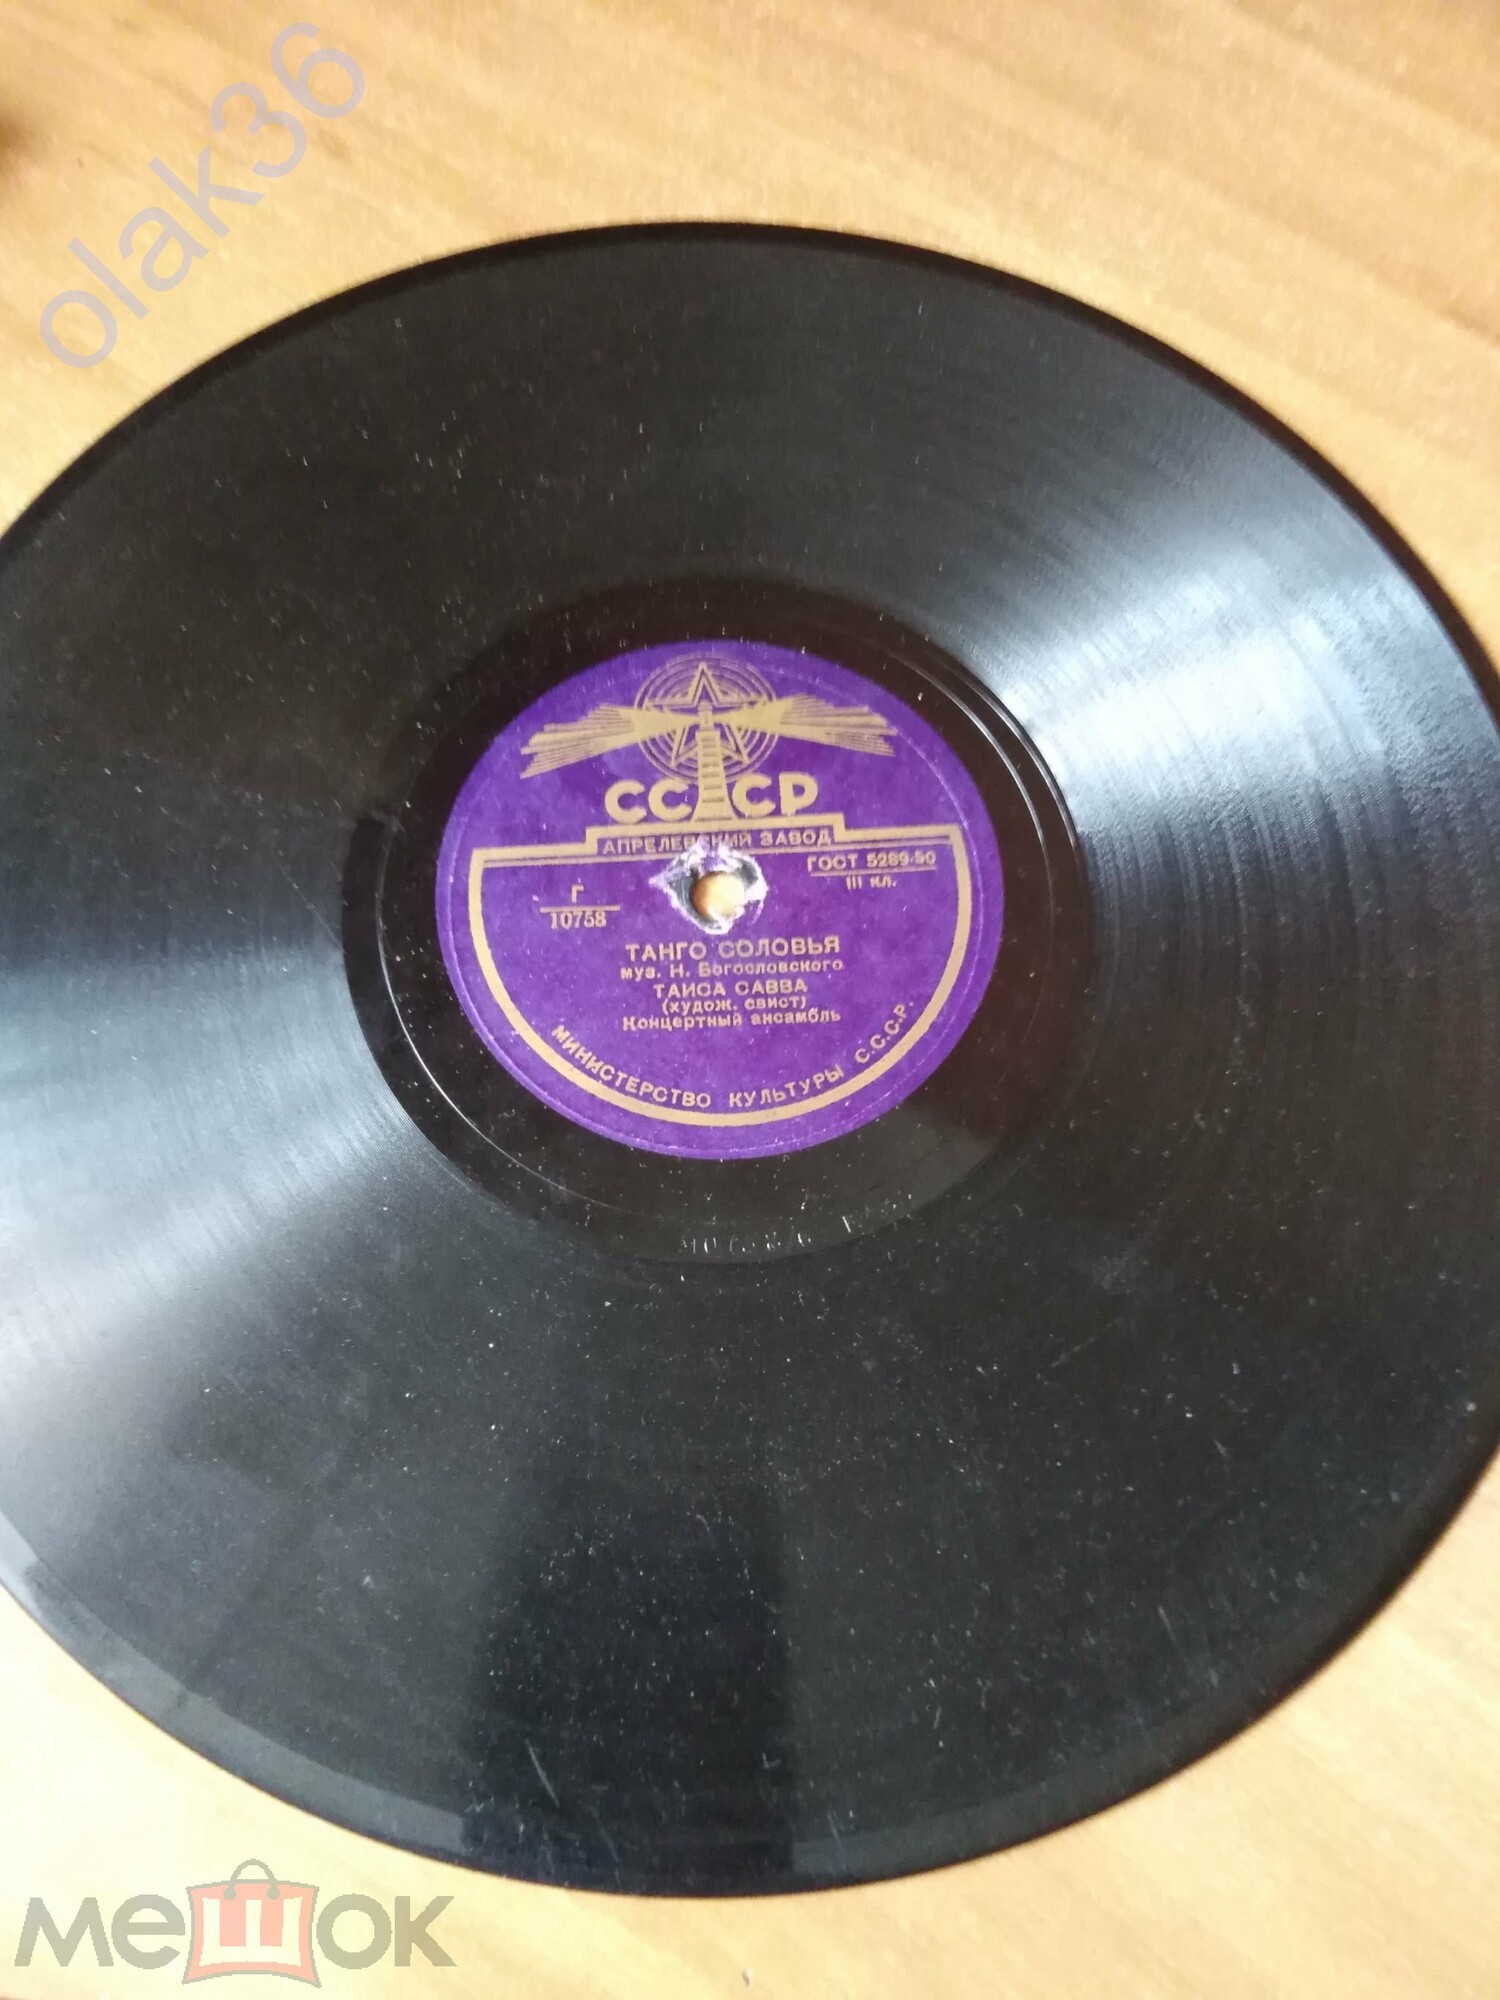 olak36
СССР
АПРЕЛЕВСКИЙ ЗАВОД
ГОСТ 5289-50
III кл.
Г
10758
ТАНГО СОЛОВЬЯ
муз. Н. Богословского
ТАИСА САВВА
(худож. свист)
Концертный ансамбль
МИНИСТЕРСТВО КУЛЬТУРЫ С.С.С.Р.
мешок